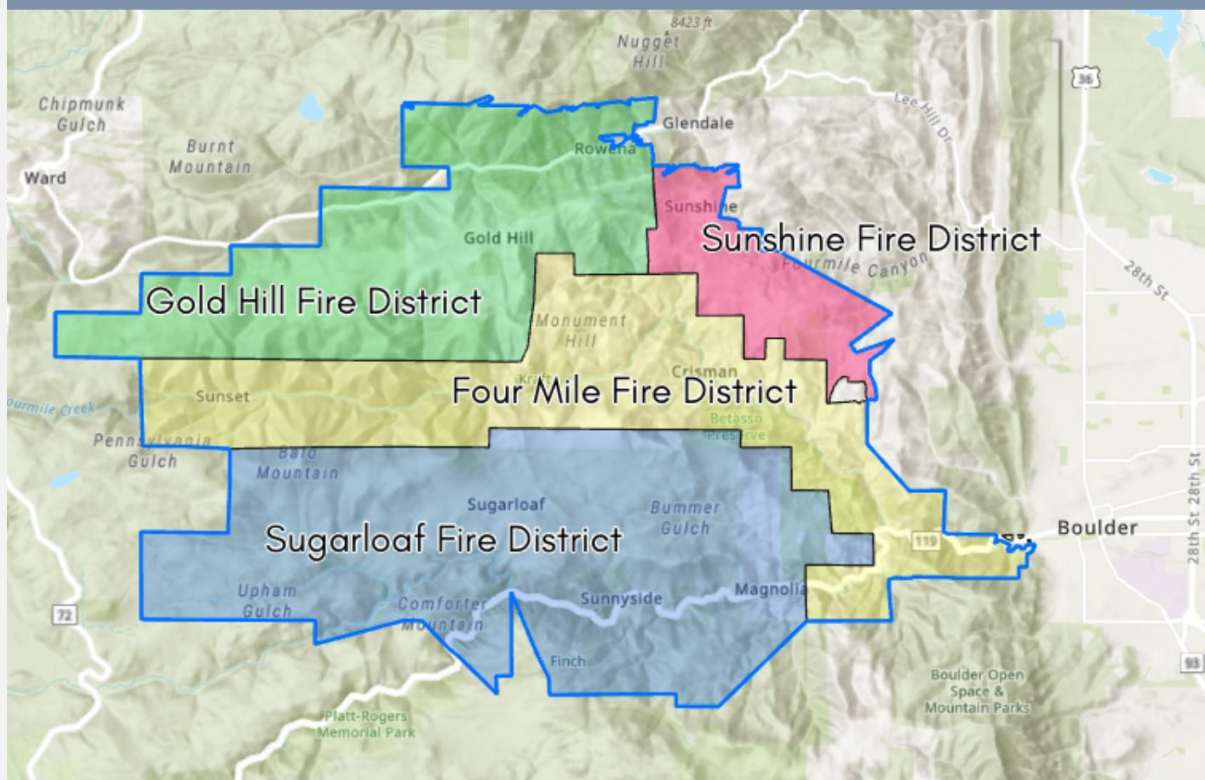 8423 ft
Nugget
Hill
36
Chipmunk
Gulch
Lee Hill Dr
Glendale
Burnt
Mountain
Rowena
Ward
Sunshine
Gold Hill
Sunshine Fire District
Fourmile Canyon
28th St
Gold Hill Fire District
Monument
Hill
Crisman
Four Mile Fire District
Sunset
Fourmile Creek
Betasso
Preserve
Pennsylvania
Gulch
Bald
Mountain
28th St
28th St
Sugarloaf
Bummer
Gulch
Boulder
Sugarloaf Fire District
119
Upham
Gulch
Comforter
Mountain
Sunnyside
Magnolia
72
Finch
93
Boulder Open
Space &
Mountain Parks
Platt-Rogers
Memorial Park